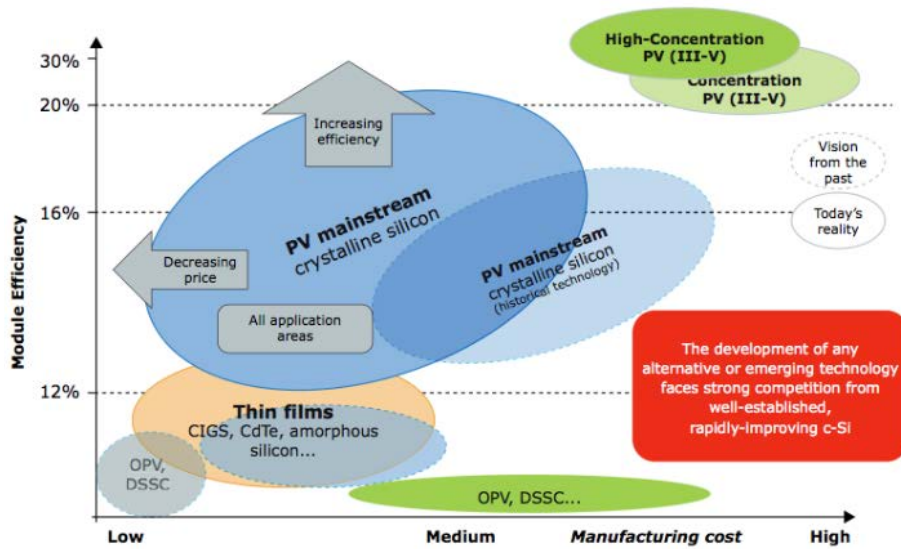 30%
20%
16%
12%
Module Efficiency
High-Concentration
PV (III-V)
Concentration
PV (III-V)
Increasing
efficiency
Vision
from the
past
Today's
reality
PV mainstream
crystalline silicon
Decreasing
price
PV mainstream
crystalline silicon
(historical technology)
All application
areas
The development of any
alternative or emerging technology
faces strong competition from
well-established,
rapidly-improving c-Si
Thin films
CIGS, CdTe, amorphous
silicon...
OPV,
DSSC
OPV, DSSC...
Low
Medium
Manufacturing cost
High